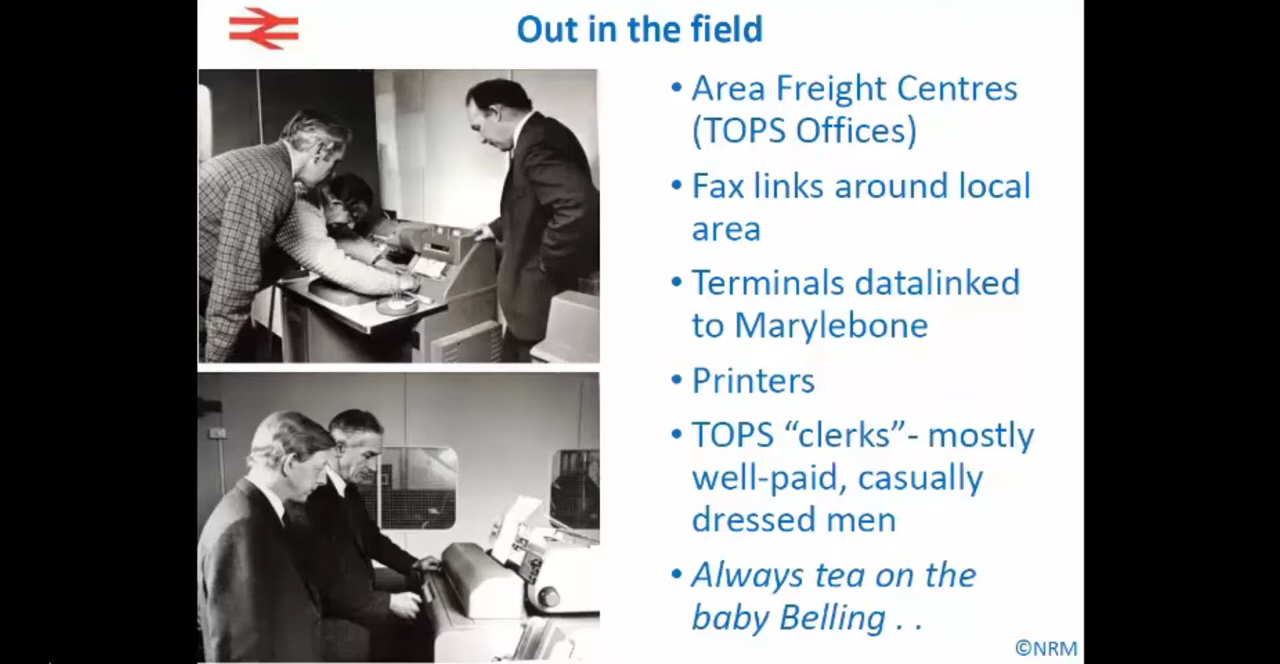 Out in the field
• Area Freight Centres
(TOPS Offices)
• Fax links around local
area
• Terminals datalinked
to Marylebone
• Printers
• TOPS “clerks”- mostly
well-paid, casually
dressed men
• Always tea on the
baby Belling . .
©NRM